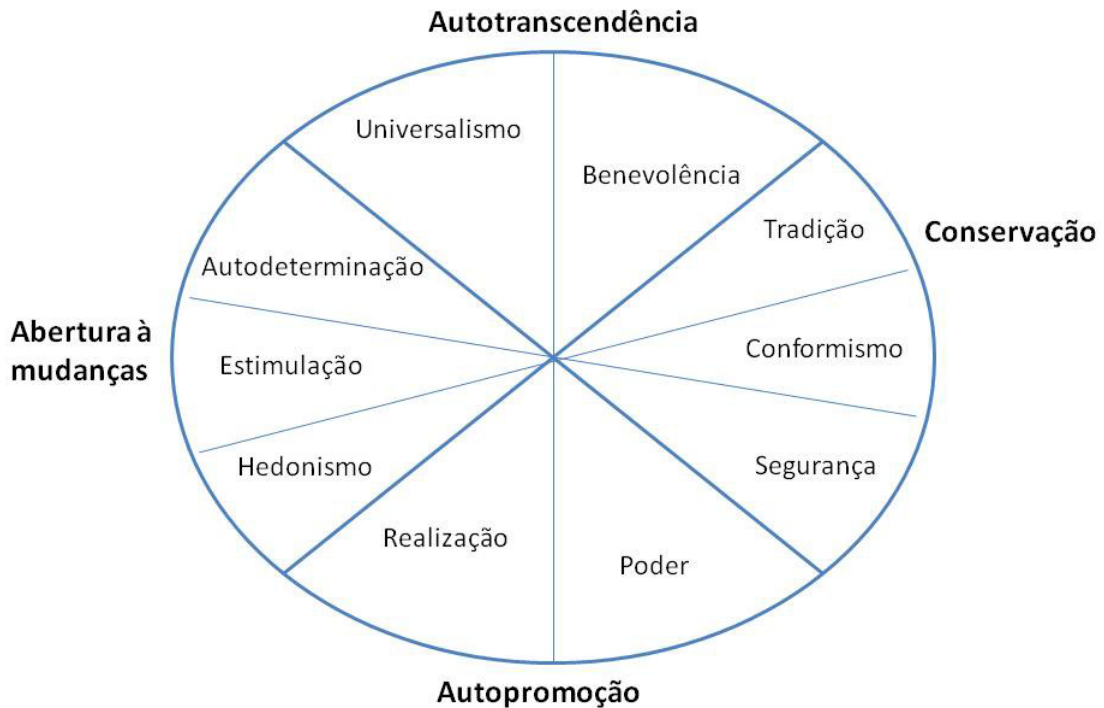 Autotranscendência
Universalismo
Benevolência
Tradição
Conservação
Autodeterminação
Abertura à
mudanças
Estimulação
Conformismo
Hedonismo
Segurança
Realização
Poder
Autopromoção